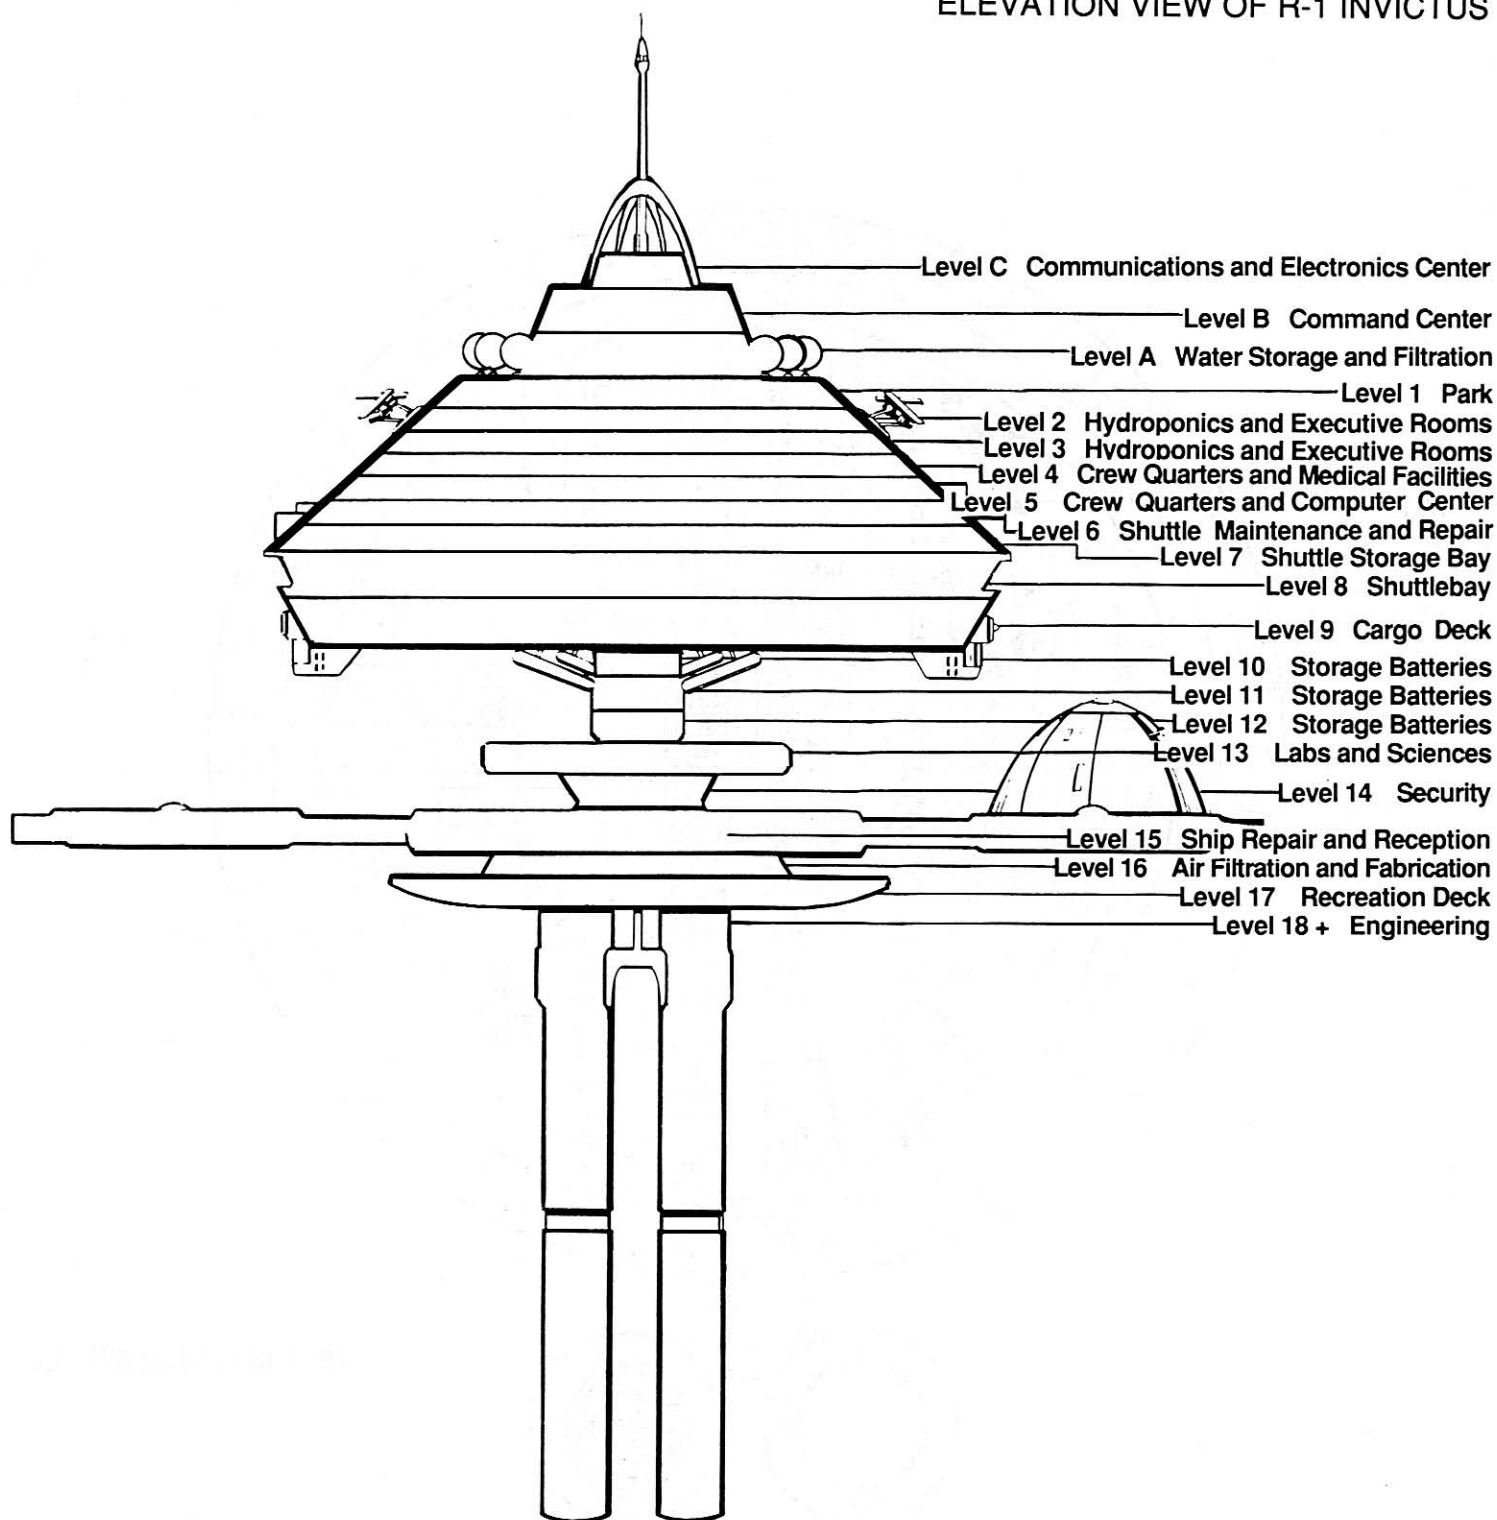 ELEVATION VIEW OF R-1 INVICTUS
Level C Communications and Electronics Center
Level B Command Center
Level A Water Storage and Filtration
Level 1 Park
Level 2 Hydroponics and Executive Rooms
Level 3 Hydroponics and Executive Rooms
Level 4 Crew Quarters and Medical Facilities
Level 5 Crew Quarters and Computer Center
Level 6 Shuttle Maintenance and Repair
Level 7 Shuttle Storage Bay
Level 8 Shuttlebay
Level 9 Cargo Deck
Level 10 Storage Batteries
Level 11 Storage Batteries
Level 12 Storage Batteries
Level 13 Labs and Sciences
Level 14 Security
Level 15 Ship Repair and Reception
Level 16 Air Filtration and Fabrication
Level 17 Recreation Deck
Level 18 + Engineering